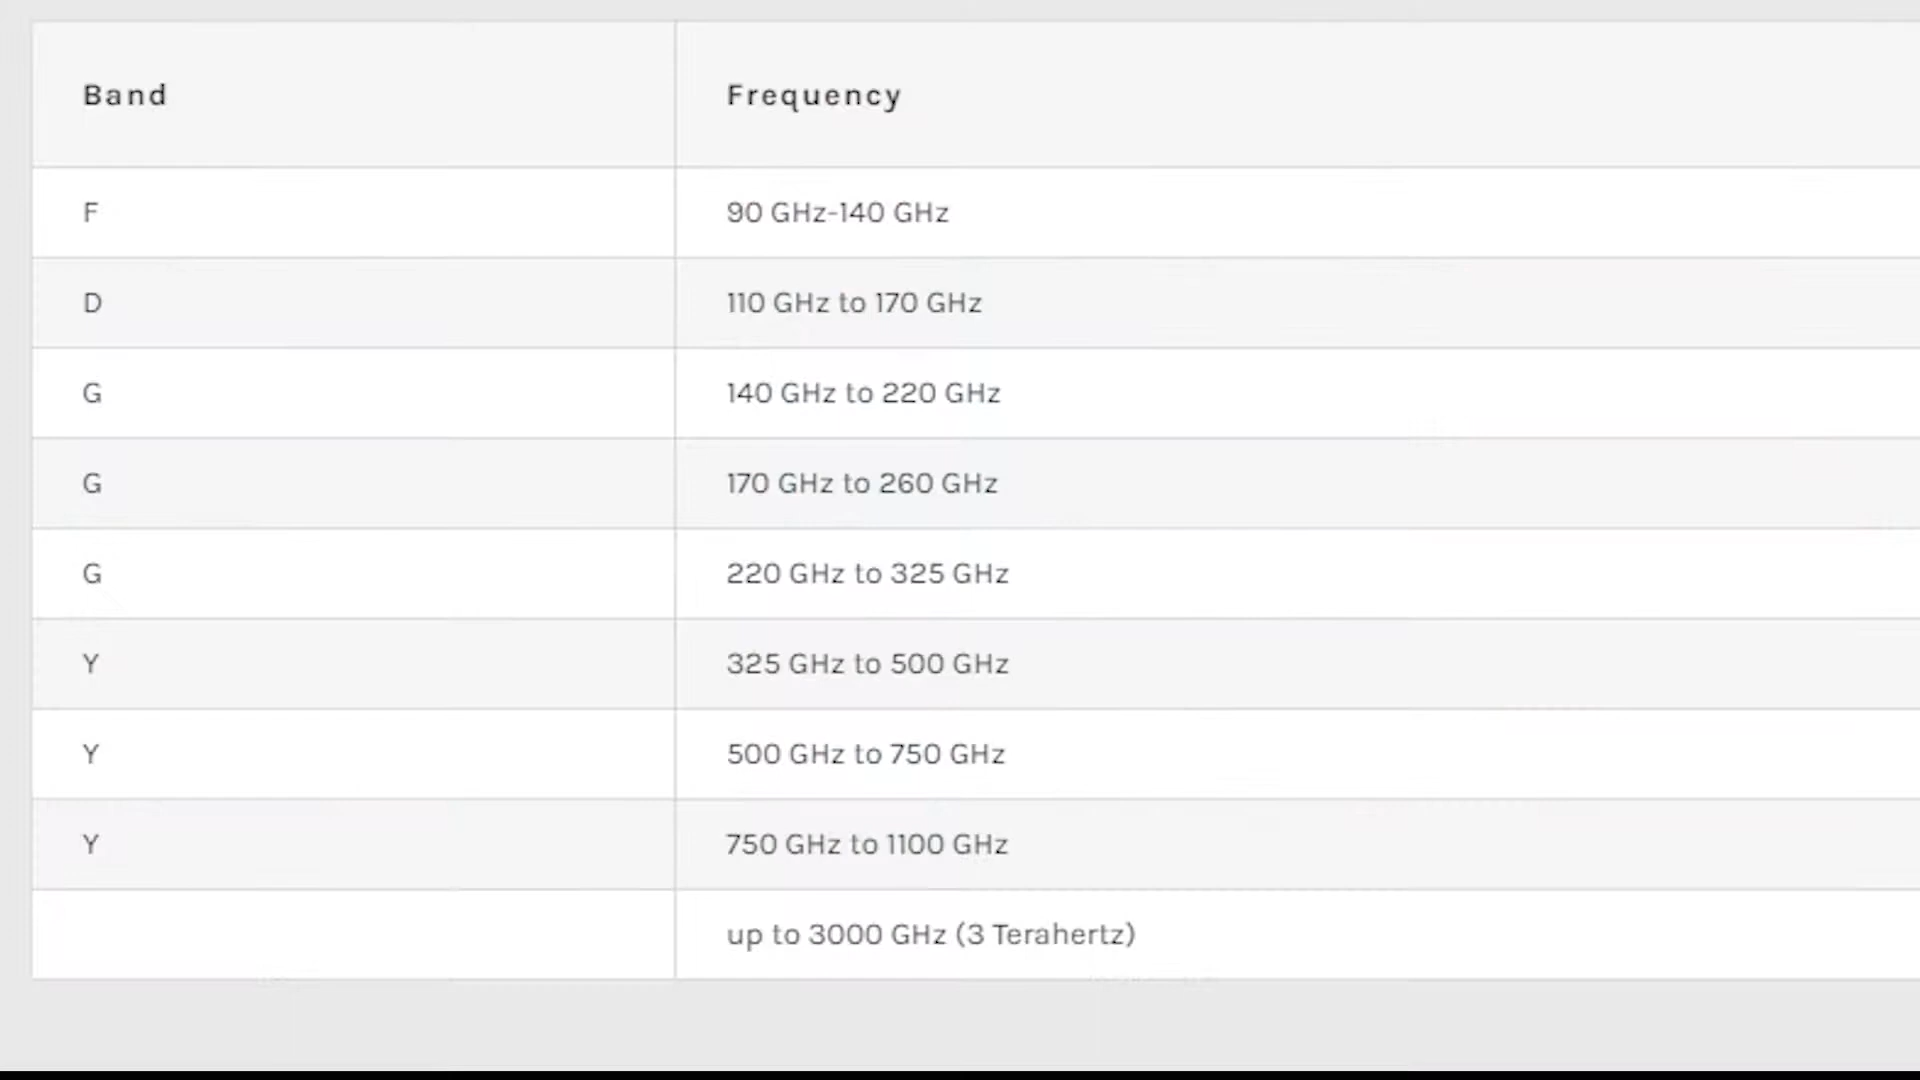 Band Frequency
F 90 GHz-140 GHz
D 110 GHz to 170 GHz
G 140 GHz to 220 GHz
G 170 GHz to 260 GHz
G 220 GHz to 325 GHz
Y 325 GHz to 500 GHz
Y 500 GHz to 750 GHz
Y 750 GHz to 1100 GHz
up to 3000 GHz (3 Terahertz)